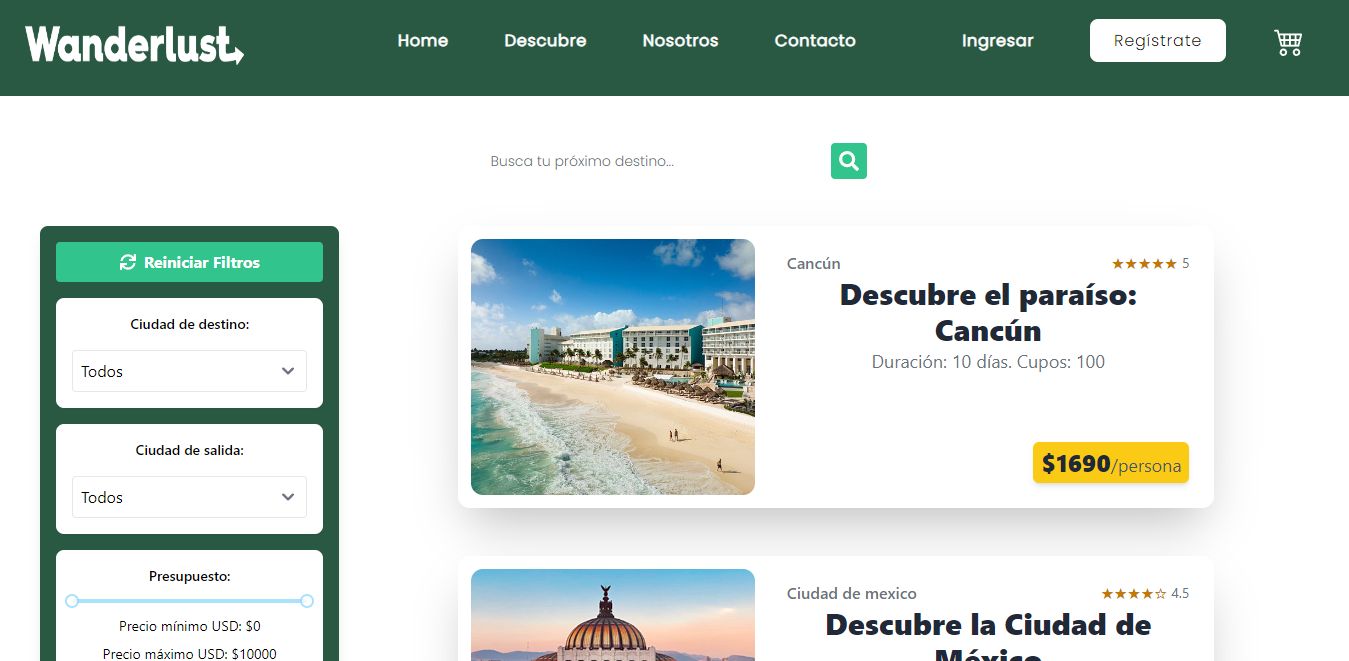 Wanderlust
Home Descubre Nosotros Contacto Ingresar Regístrate
Busca tu próximo destino...
Reiniciar Filtros
Ciudad de destino:
Todos
Ciudad de salida:
Todos
Presupuesto:
Precio mínimo USD: $0
Precio máximo USD: $10000
Cancún ★★★★★ 5
Descubre el paraíso:
Cancún
Duración: 10 días. Cupos: 100
$1690/persona
Ciudad de mexico ★★★★☆ 4.5
Descubre la Ciudad de
México